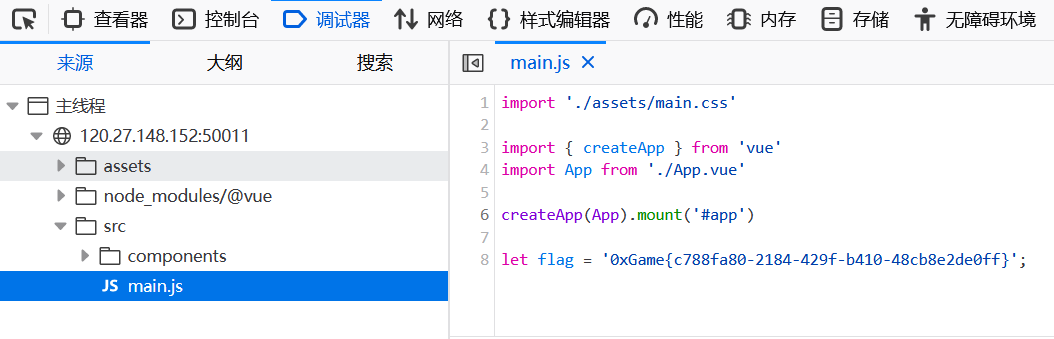 查看器 控制台 调试器 网络 样式编辑器 性能 内存 存储 无障碍环境
来源 大纲 搜索
main.js
主线程
120.27.148.152:50011
assets
node_modules/@vue
src
components
JS main.js
1 import './assets/main.css'
2
3 import { createApp } from 'vue'
4 import App from './App.vue'
5
6 createApp(App).mount('#app')
7
8 let flag = '0xGame{c788fa80-2184-429f-b410-48cb8e2de0ff}';